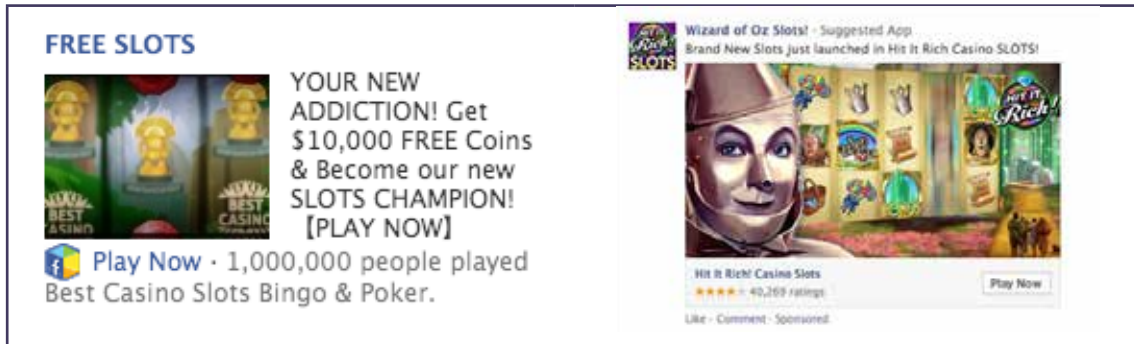 FREE SLOTS
YOUR NEW
ADDICTION! Get
$10,000 FREE Coins
& Become our new
SLOTS CHAMPION!
【PLAY NOW】
BEST
CASINO
BEST
CASINO
Play Now · 1,000,000 people played
Best Casino Slots Bingo & Poker.
Wizard of Oz Slots! · Suggested App
Brand New Slots just launched in Hit It Rich Casino SLOTS!
HIT IT
Rich!
SLOTS
HIT IT
Rich!
Hit It Rich! Casino Slots
40,269 ratings
Play Now
Like · Comment · Sponsored